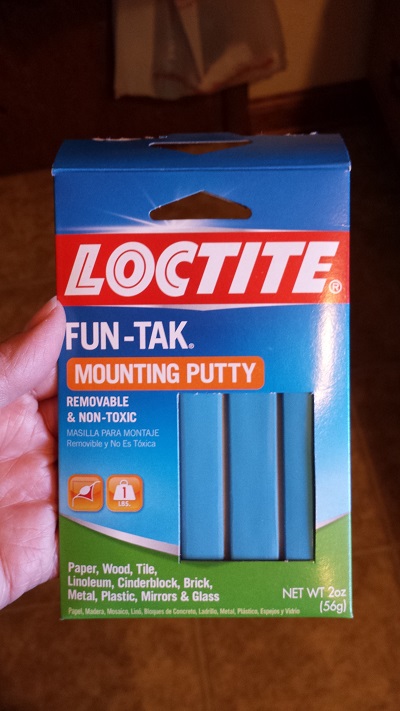 LOCTITE®
FUN-TAK®
MOUNTING PUTTY
REMOVABLE
& NON-TOXIC
MASILLA PARA MONTAJE
Removible y No Es Tóxica
1
LBS.
Paper, Wood, Tile,
Linoleum, Cinderblock, Brick,
Metal, Plastic, Mirrors & Glass
Papel, Madera, Mosaico, Linó, Bloques de Concreto, Ladrillo, Metal, Plástico, Espejos y Vidrio
NET WT 2oz
(56g)